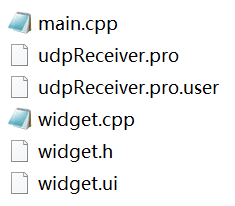 main.cpp
udpReceiver.pro
udpReceiver.pro.user
widget.cpp
widget.h
widget.ui